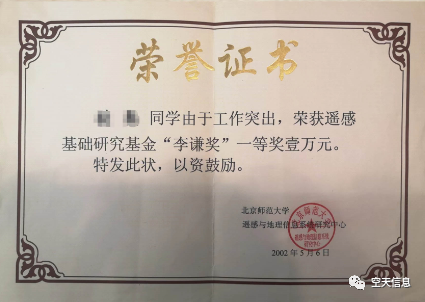 荣誉证书
同学由于工作突出，荣获遥感
基础研究基金“李谦奖”一等奖壹万元。
特发此状，以资鼓励。
北京师范大学
遥感与地理信息系统研究中心
2002年5月6日
空天信息